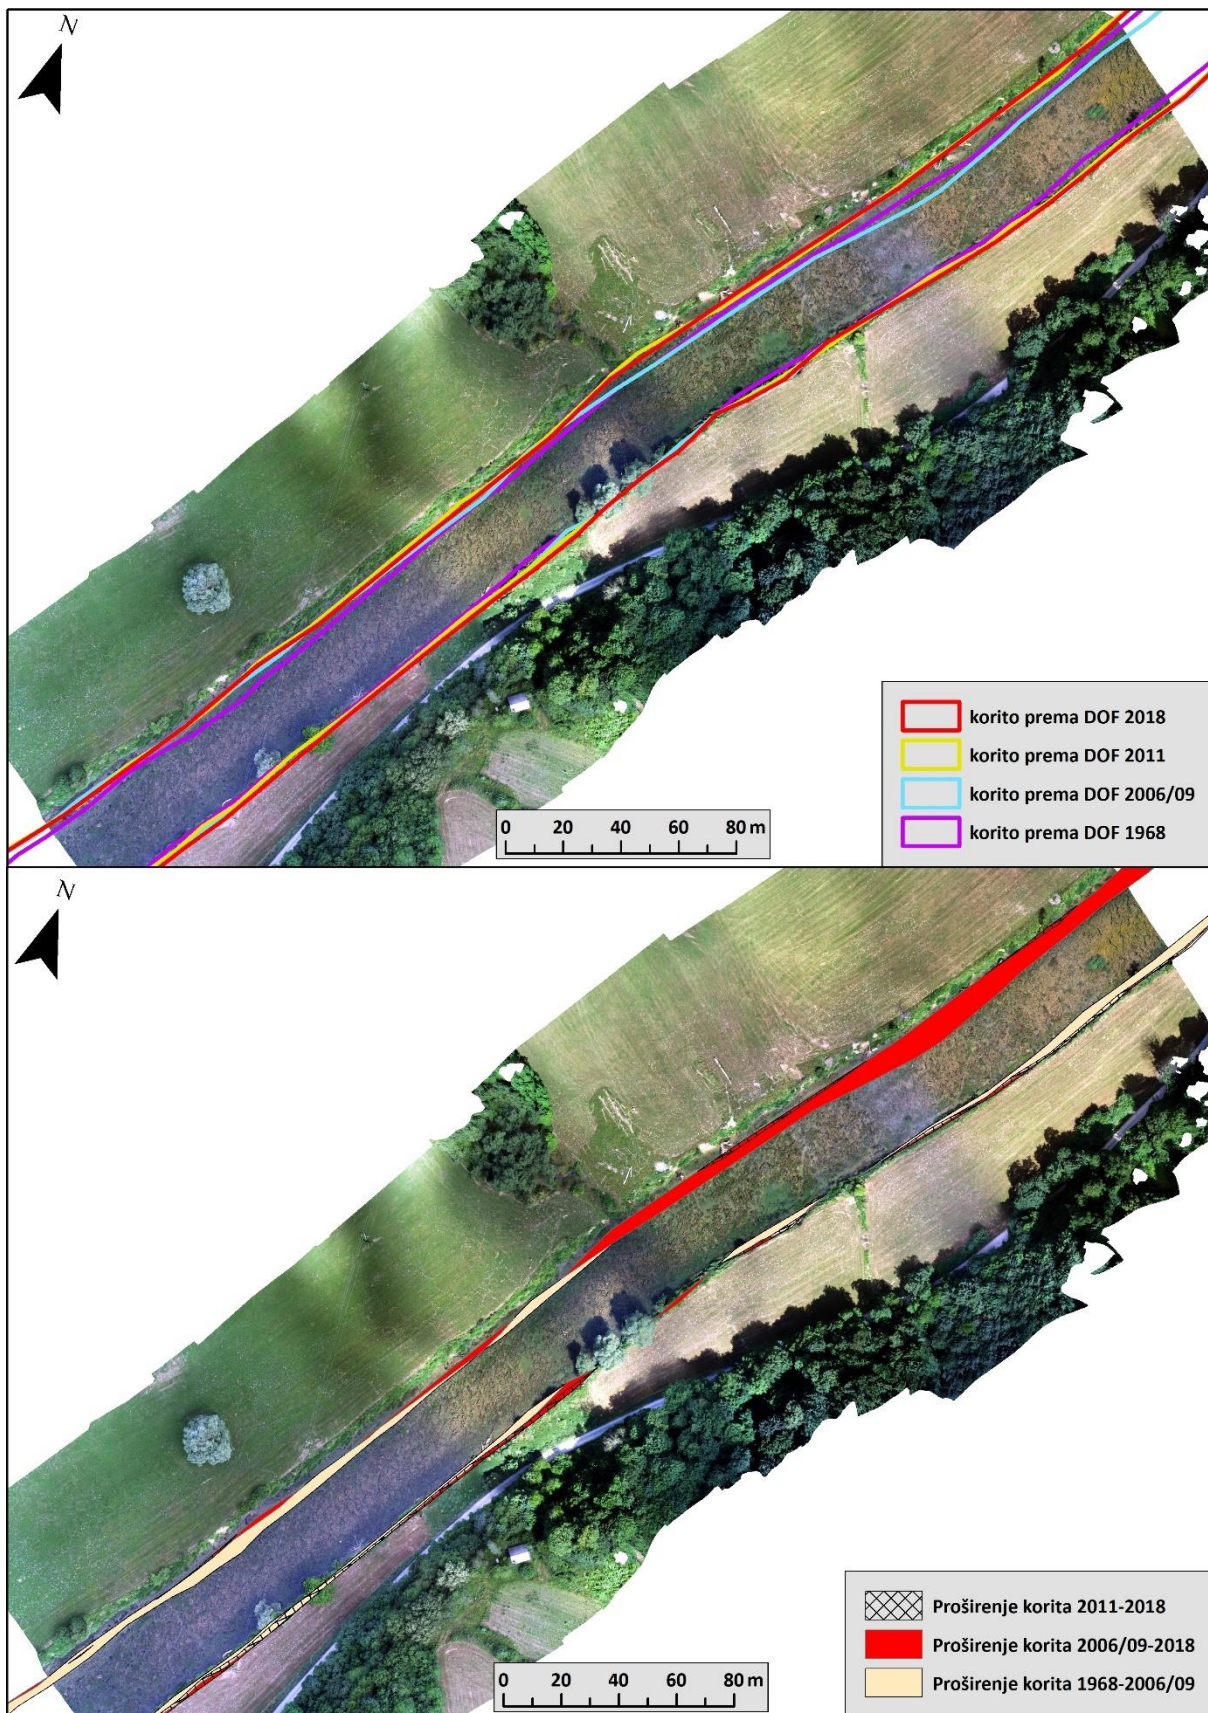 N
korito prema DOF 2018
korito prema DOF 2011
korito prema DOF 2006/09
korito prema DOF 1968
0 20 40 60 80 m
N
Proširenje korita 2011-2018
Proširenje korita 2006/09-2018
Proširenje korita 1968-2006/09
0 20 40 60 80 m